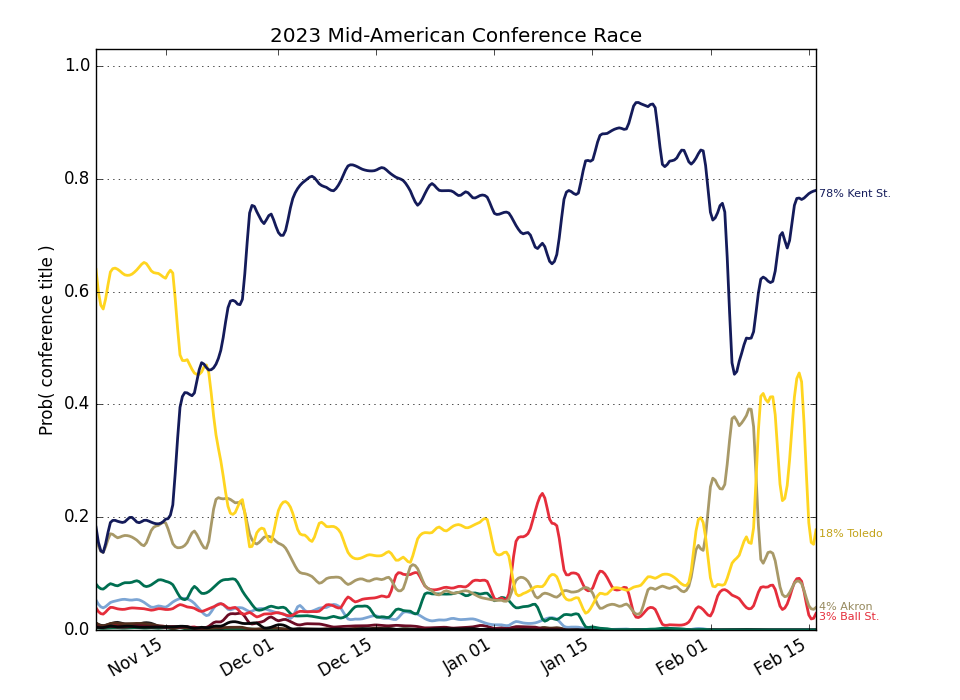 2023 Mid-American Conference Race
Prob( conference title )
1.0
0.8
0.6
0.4
0.2
0.0
78% Kent St.
18% Toledo
4% Akron
3% Ball St.
Nov 15
Dec 01
Dec 15
Jan 01
Jan 15
Feb 01
Feb 15